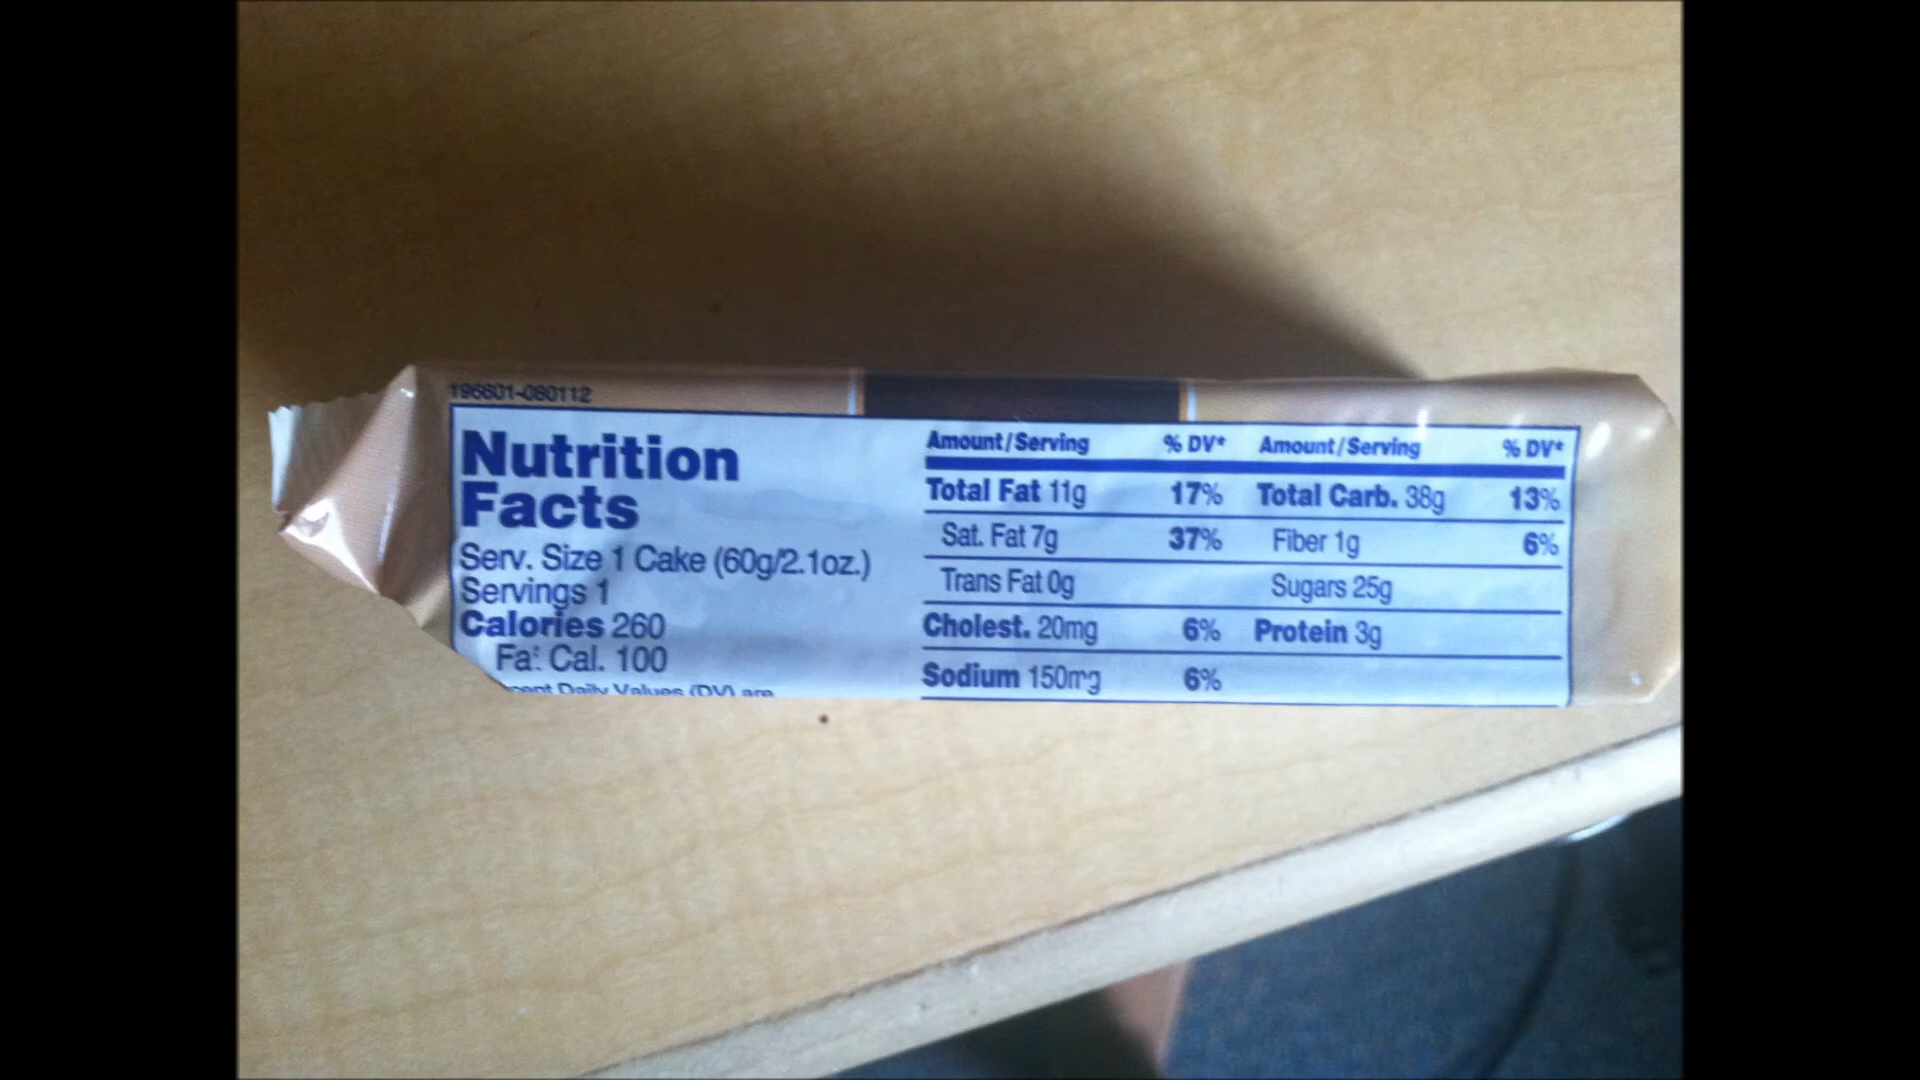 196601-080112
Nutrition
Facts
Serv. Size 1 Cake (60g/2.1oz.)
Servings 1
Calories 260
Fat Cal. 100
Daily Values (DV) are
Amount/Serving % DV* Amount/Serving % DV*
Total Fat 11g 17% Total Carb. 38g 13%
Sat. Fat 7g 37% Fiber 1g 6%
Trans Fat 0g Sugars 25g
Cholest. 20mg 6% Protein 3g
Sodium 150mg 6%